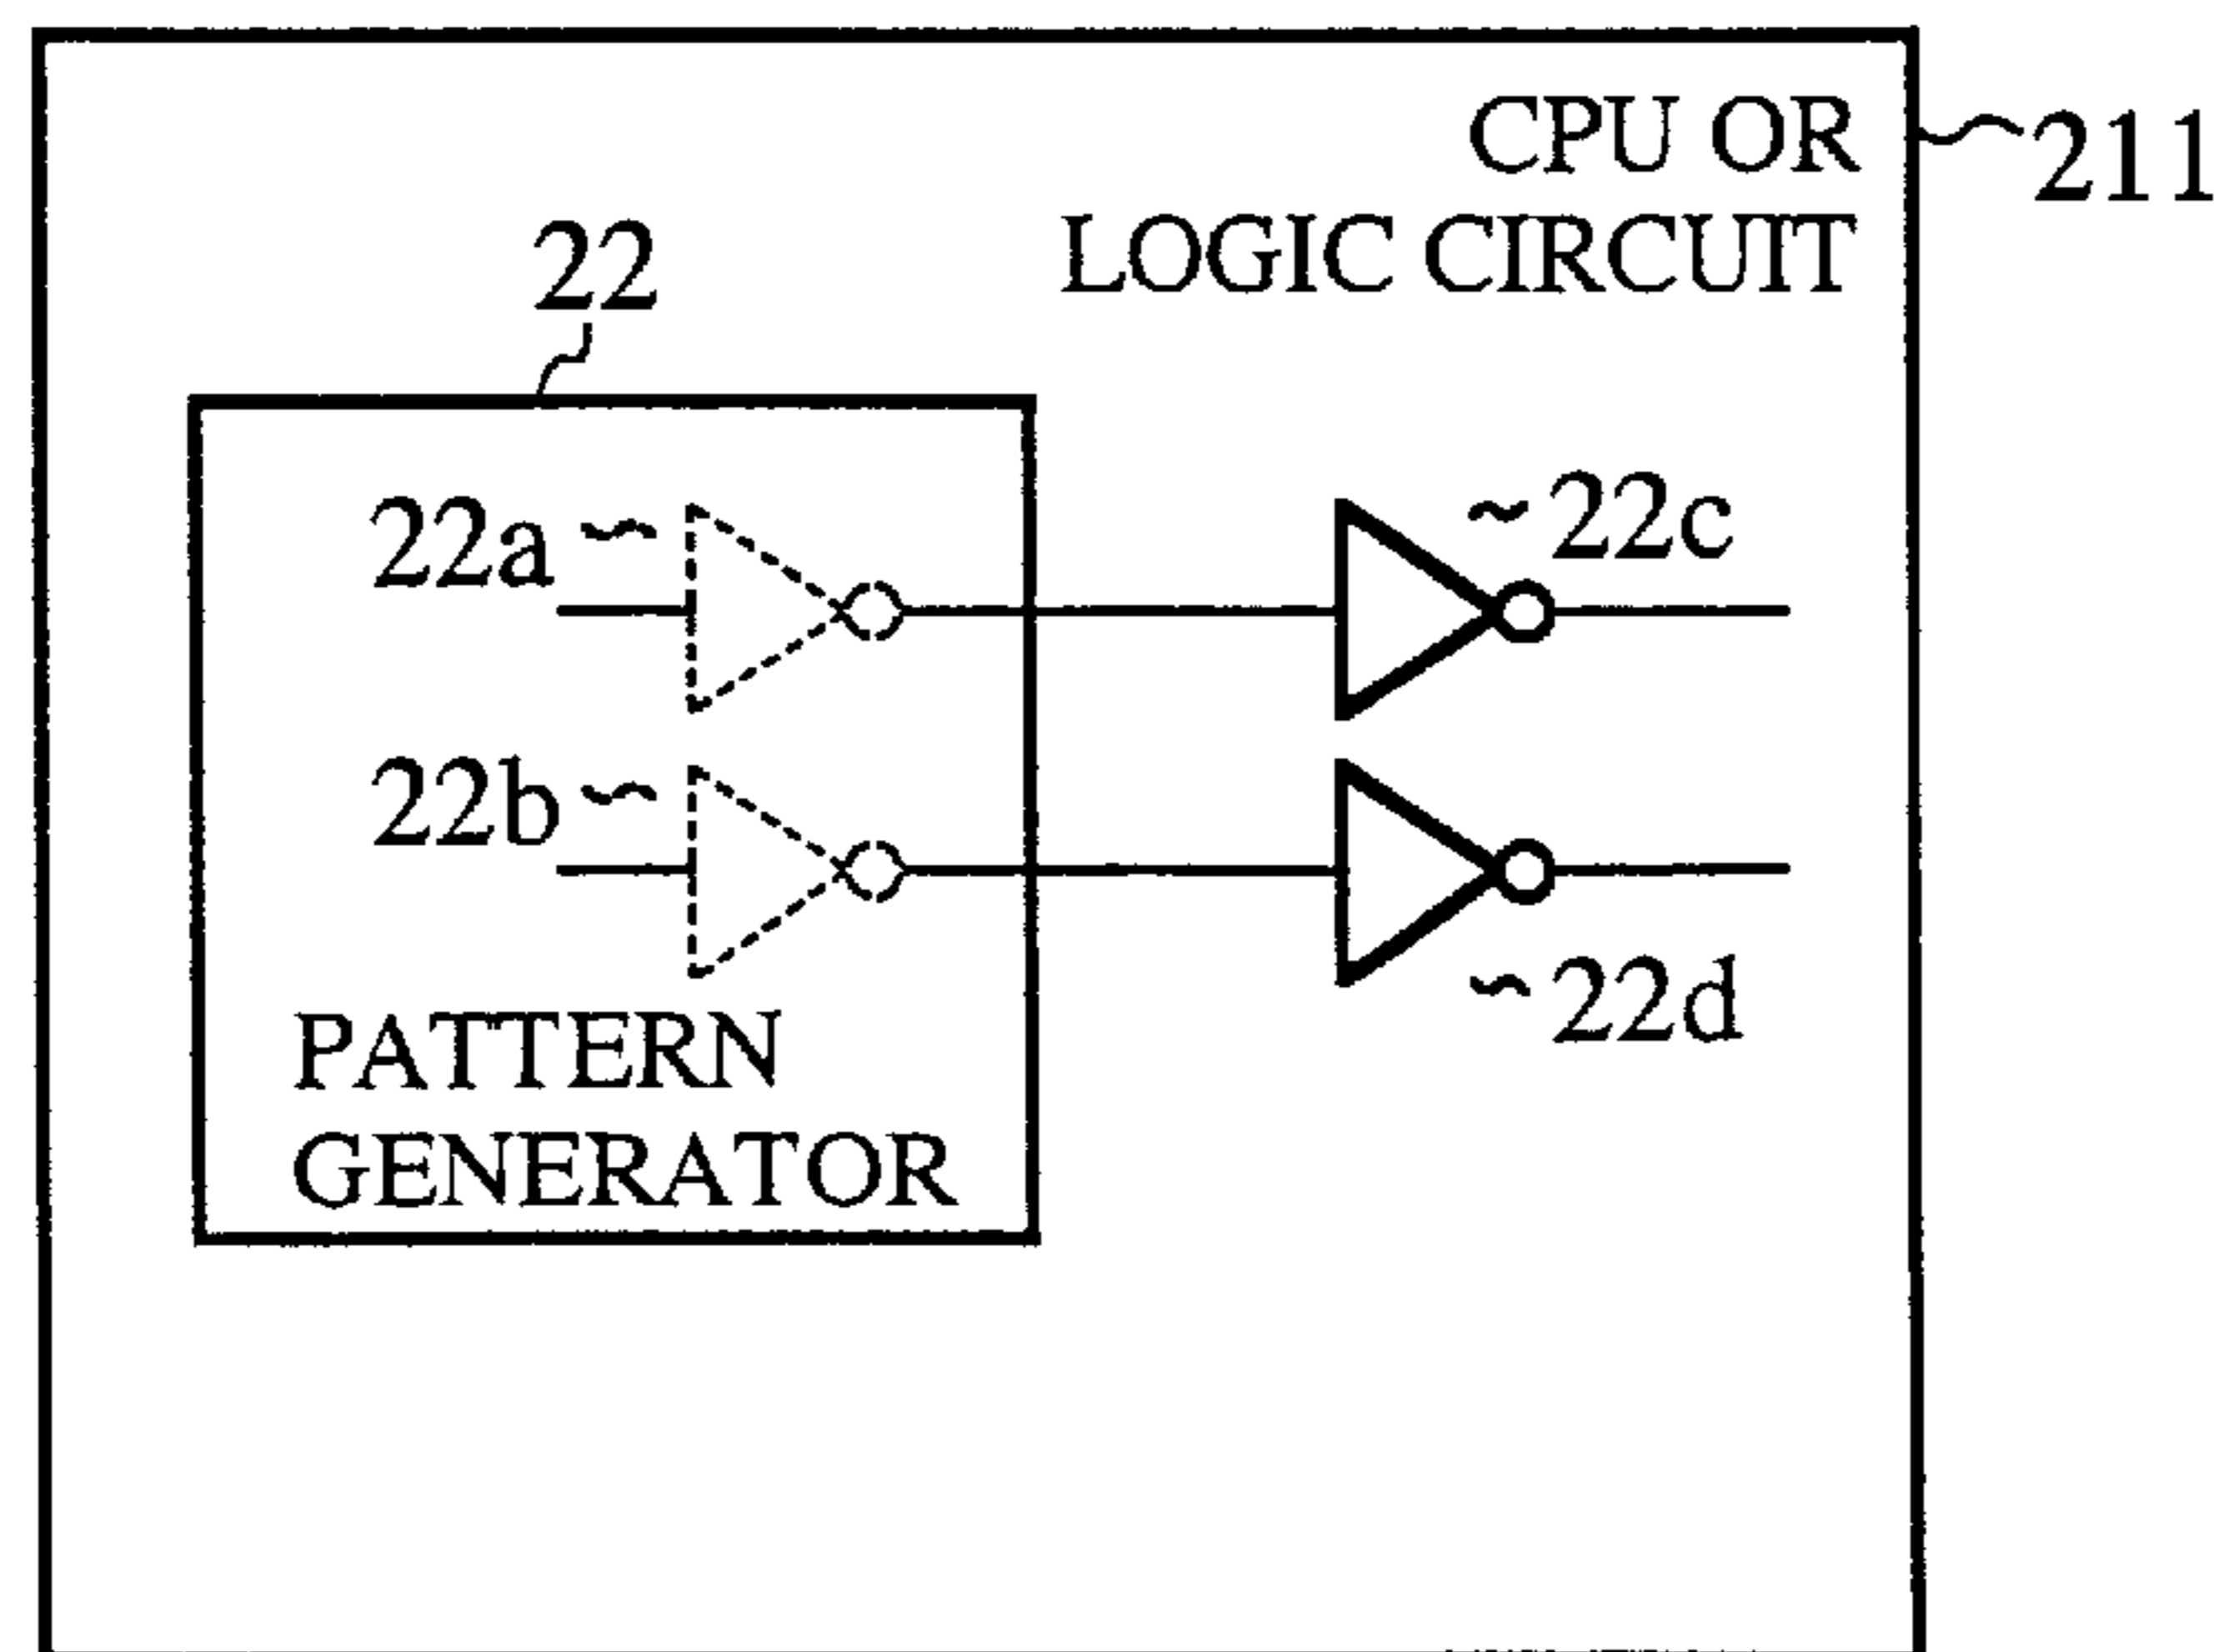 CPU OR
LOGIC CIRCUIT
211
22
22a
22c
22b
22d
PATTERN
GENERATOR